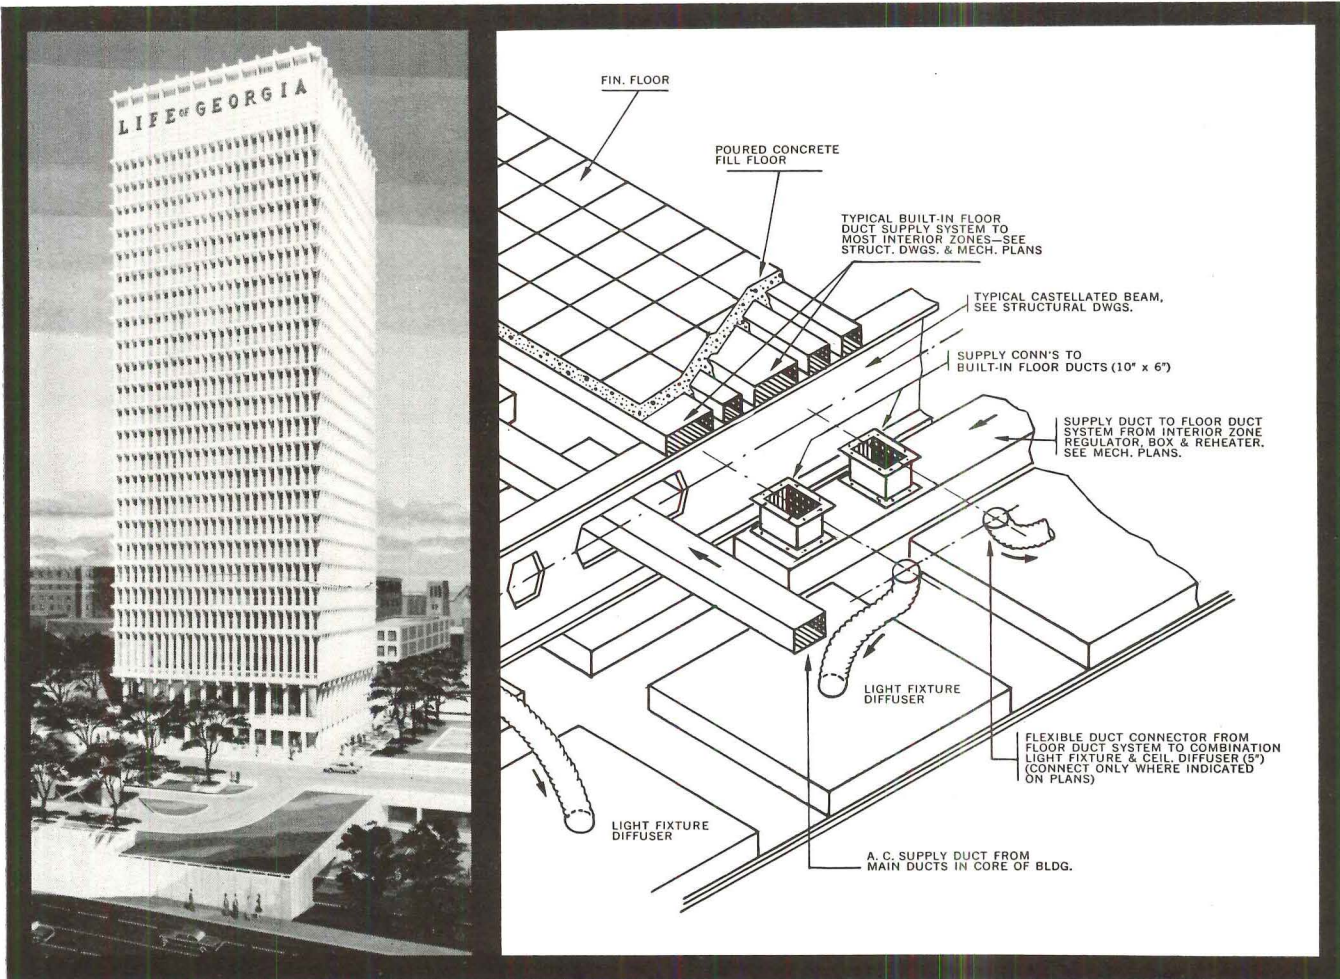 LIFE OF GEORGIA
FIN. FLOOR
POURED CONCRETE
FILL FLOOR
TYPICAL BUILT-IN FLOOR
DUCT SUPPLY SYSTEM TO
MOST INTERIOR ZONES—SEE
STRUCT. DWGS. & MECH. PLANS
TYPICAL CASTELLATED BEAM,
SEE STRUCTURAL DWGS.
SUPPLY CONN'S TO
BUILT-IN FLOOR DUCTS (10" x 6")
SUPPLY DUCT TO FLOOR DUCT
SYSTEM FROM INTERIOR ZONE
REGULATOR, BOX & REHEATER.
SEE MECH. PLANS.
LIGHT FIXTURE
DIFFUSER
FLEXIBLE DUCT CONNECTOR FROM
FLOOR DUCT SYSTEM TO COMBINATION
LIGHT FIXTURE & CEIL. DIFFUSER (5")
(CONNECT ONLY WHERE INDICATED
ON PLANS)
LIGHT FIXTURE
DIFFUSER
A. C. SUPPLY DUCT FROM
MAIN DUCTS IN CORE OF BLDG.